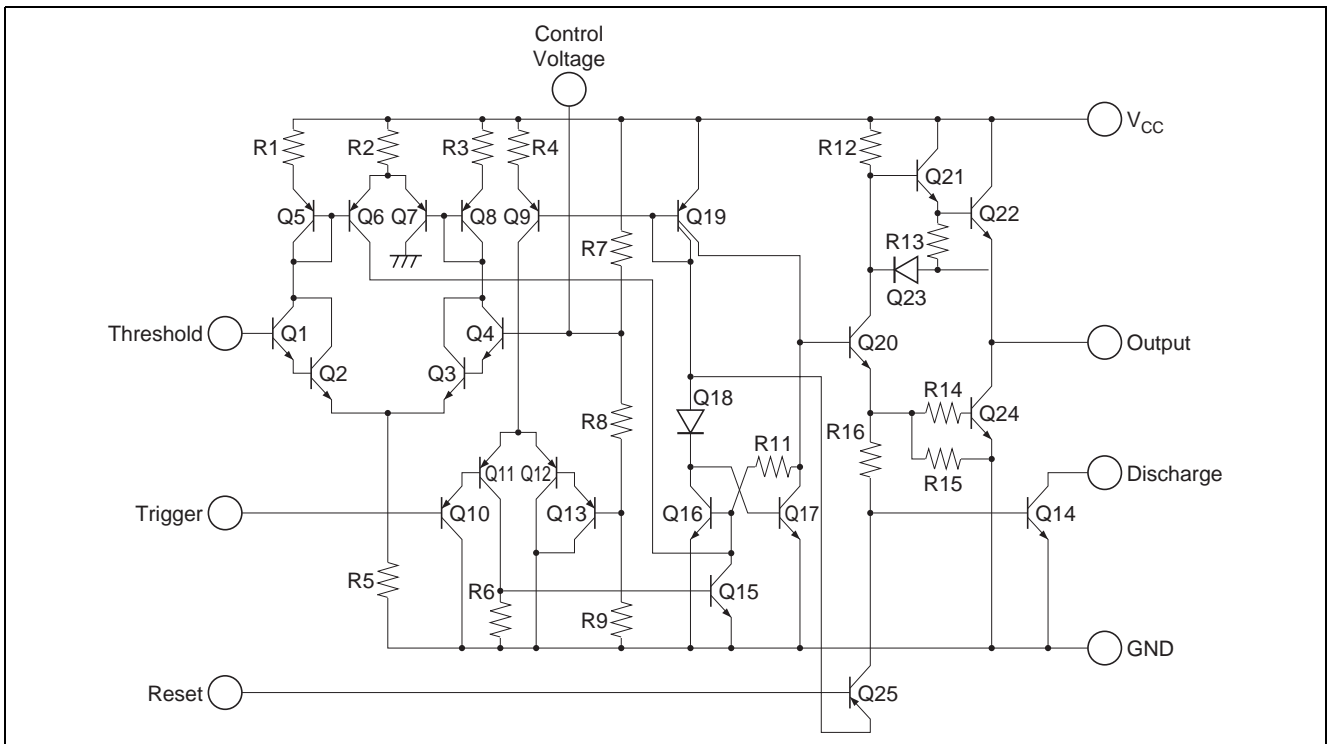 Control
Voltage
V_CC
R1
R2
R3
R4
R12
Q21
Q5
Q6
Q7
Q8
Q9
Q19
Q22
R7
R13
Q23
Threshold
Q1
Q4
Q20
Output
Q2
Q3
Q18
R14
Q24
R8
R16
R11
R15
Discharge
Q11
Q12
Trigger
Q10
Q13
Q16
Q17
Q14
R5
R6
R9
Q15
GND
Reset
Q25